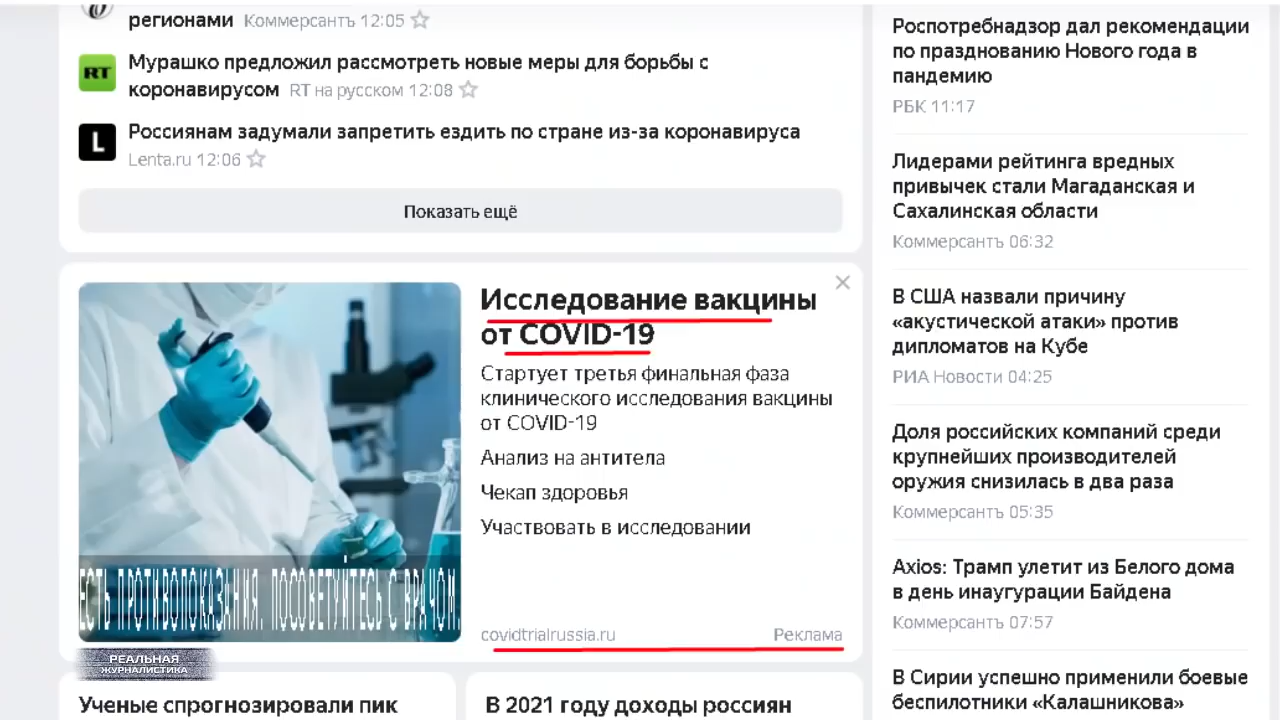 регионами Коммерсантъ 12:05
RT
Мурашко предложил рассмотреть новые меры для борьбы с
коронавирусом RT на русском 12:08
L
Россиянам задумали запретить ездить по стране из-за коронавируса
Lenta.ru 12:06
Показать ещё
Исследование вакцины
от COVID-19
Стартует третья финальная фаза
клинического исследования вакцины
от COVID-19
Анализ на антитела
Чекап здоровья
Участвовать в исследовании
ЕСТЬ ПРОТИВОПОКАЗАНИЯ. ПОСОВЕТУЙТЕСЬ С ВРАЧОМ.
covidtrialrussia.ru Реклама
РЕАЛЬНАЯ
ЖУРНАЛИСТИКА
Ученые спрогнозировали пик
В 2021 году доходы россиян
Роспотребнадзор дал рекомендации
по празднованию Нового года в
пандемию
РБК 11:17
Лидерами рейтинга вредных
привычек стали Магаданская и
Сахалинская области
Коммерсантъ 06:32
В США назвали причину
«акустической атаки» против
дипломатов на Кубе
РИА Новости 04:25
Доля российских компаний среди
крупнейших производителей
оружия снизилась в два раза
Коммерсантъ 05:35
Axios: Трамп улетит из Белого дома
в день инаугурации Байдена
Коммерсантъ 07:57
В Сирии успешно применили боевые
беспилотники «Калашникова»